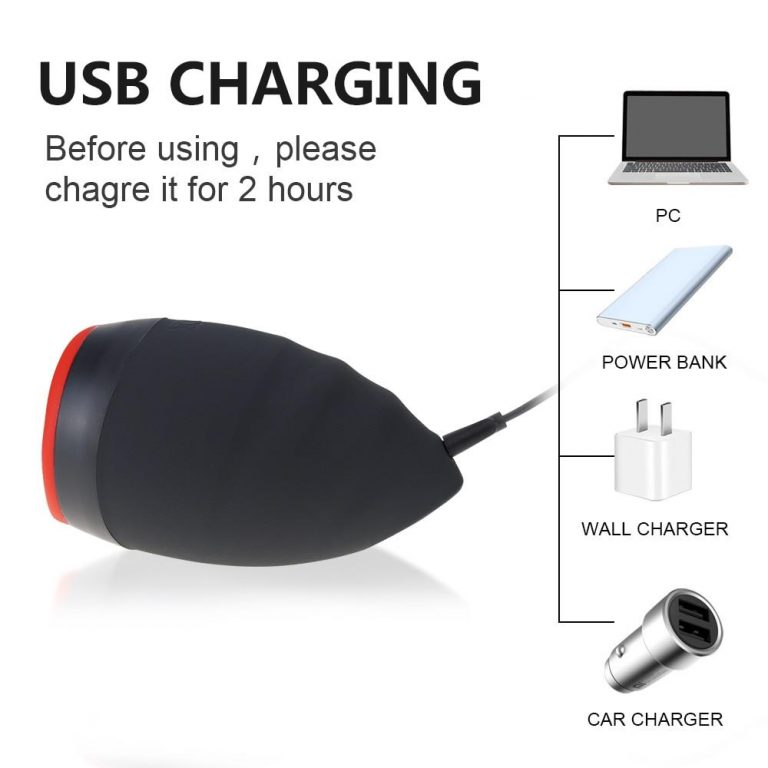 USB CHARGING
Before using , please
chagre it for 2 hours
PC
POWER BANK
WALL CHARGER
CAR CHARGER